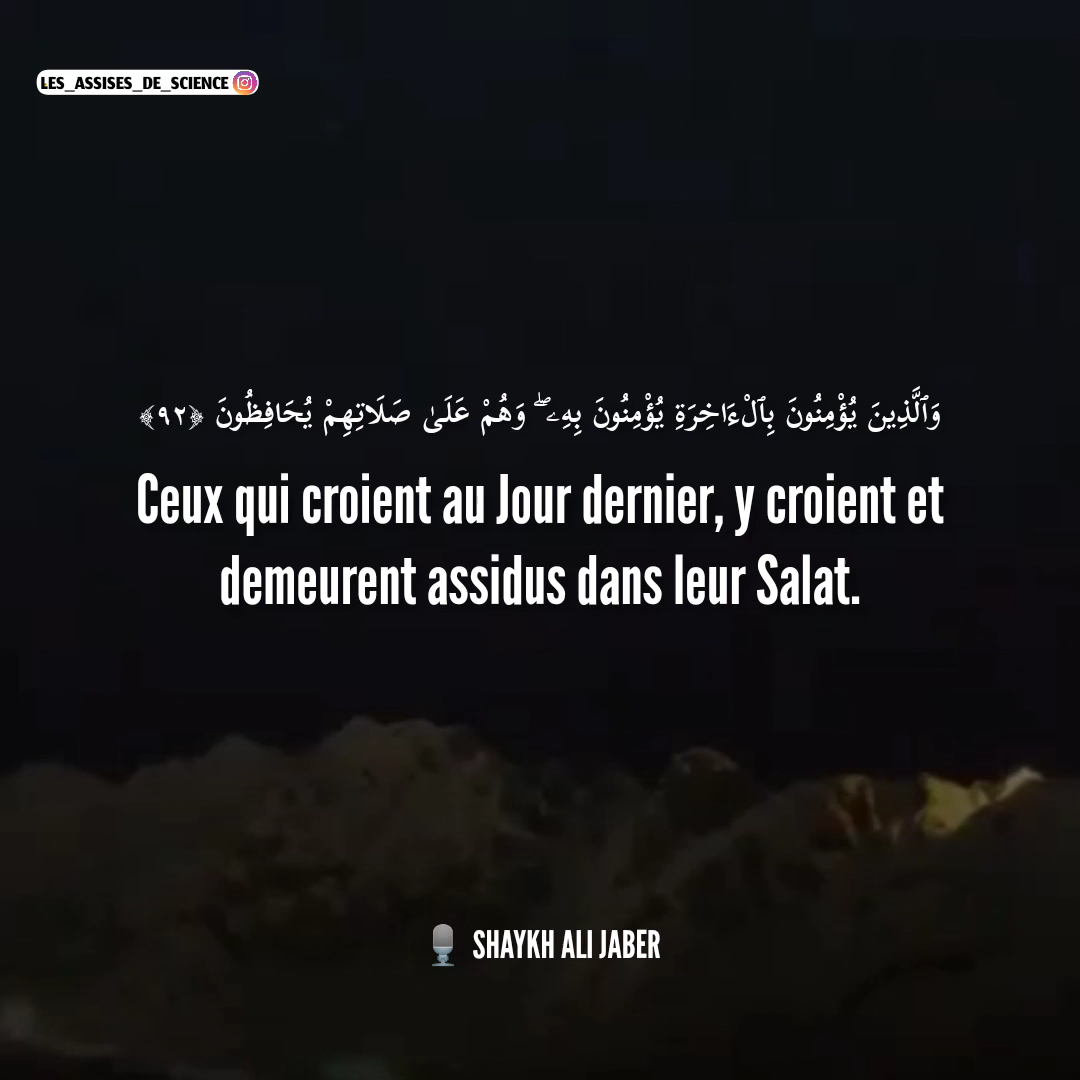 LES_ASSISES_DE_SCIENCE
وَٱلَّذِينَ يُؤْمِنُونَ بِٱلْءَاخِرَةِ يُؤْمِنُونَ بِهِۦ ۖ وَهُمْ عَلَىٰ صَلَاتِهِمْ يُحَافِظُونَ ﴿٩٢﴾
Ceux qui croient au Jour dernier, y croient et
demeurent assidus dans leur Salat.
SHAYKH ALI JABER